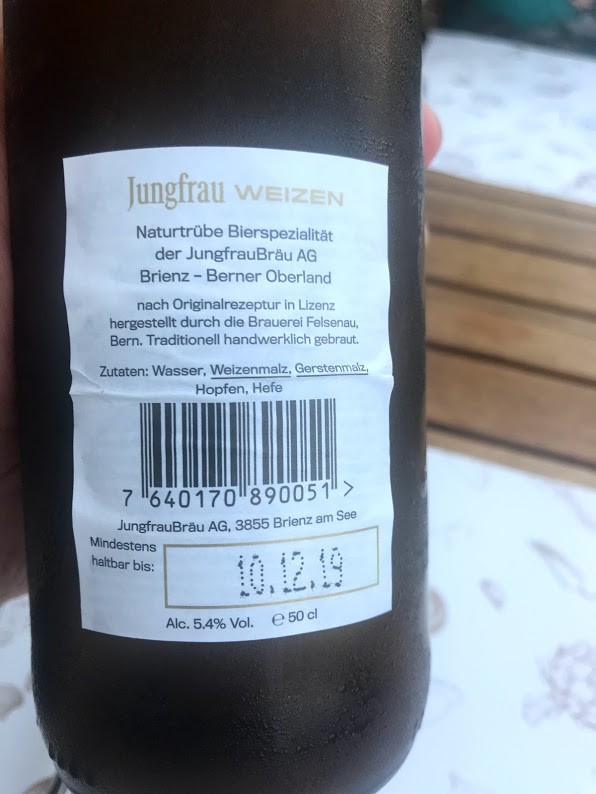 Jungfrau WEIZEN
Naturtrübe Bierspezialität
der JungfrauBräu AG
Brienz – Berner Oberland
nach Originalrezeptur in Lizenz
hergestellt durch die Brauerei Felsenau,
Bern. Traditionell handwerklich gebraut.
Zutaten: Wasser, Weizenmalz, Gerstenmalz,
Hopfen, Hefe
7 640170 890051 >
JungfrauBräu AG, 3855 Brienz am See
Mindestens
haltbar bis:
10.12.19
Alc. 5.4% Vol. ℮ 50 cl